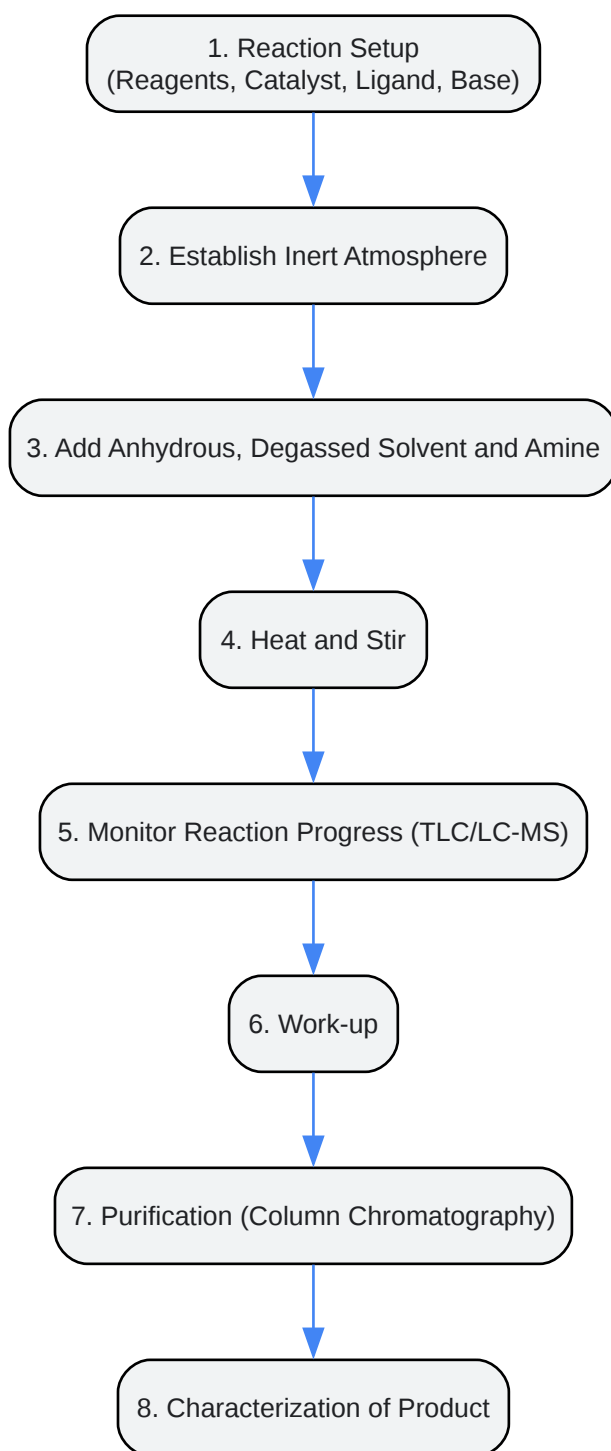 1. Reaction Setup
(Reagents, Catalyst, Ligand, Base)
2. Establish Inert Atmosphere
3. Add Anhydrous, Degassed Solvent and Amine
4. Heat and Stir
5. Monitor Reaction Progress (TLC/LC-MS)
6. Work-up
7. Purification (Column Chromatography)
8. Characterization of Product